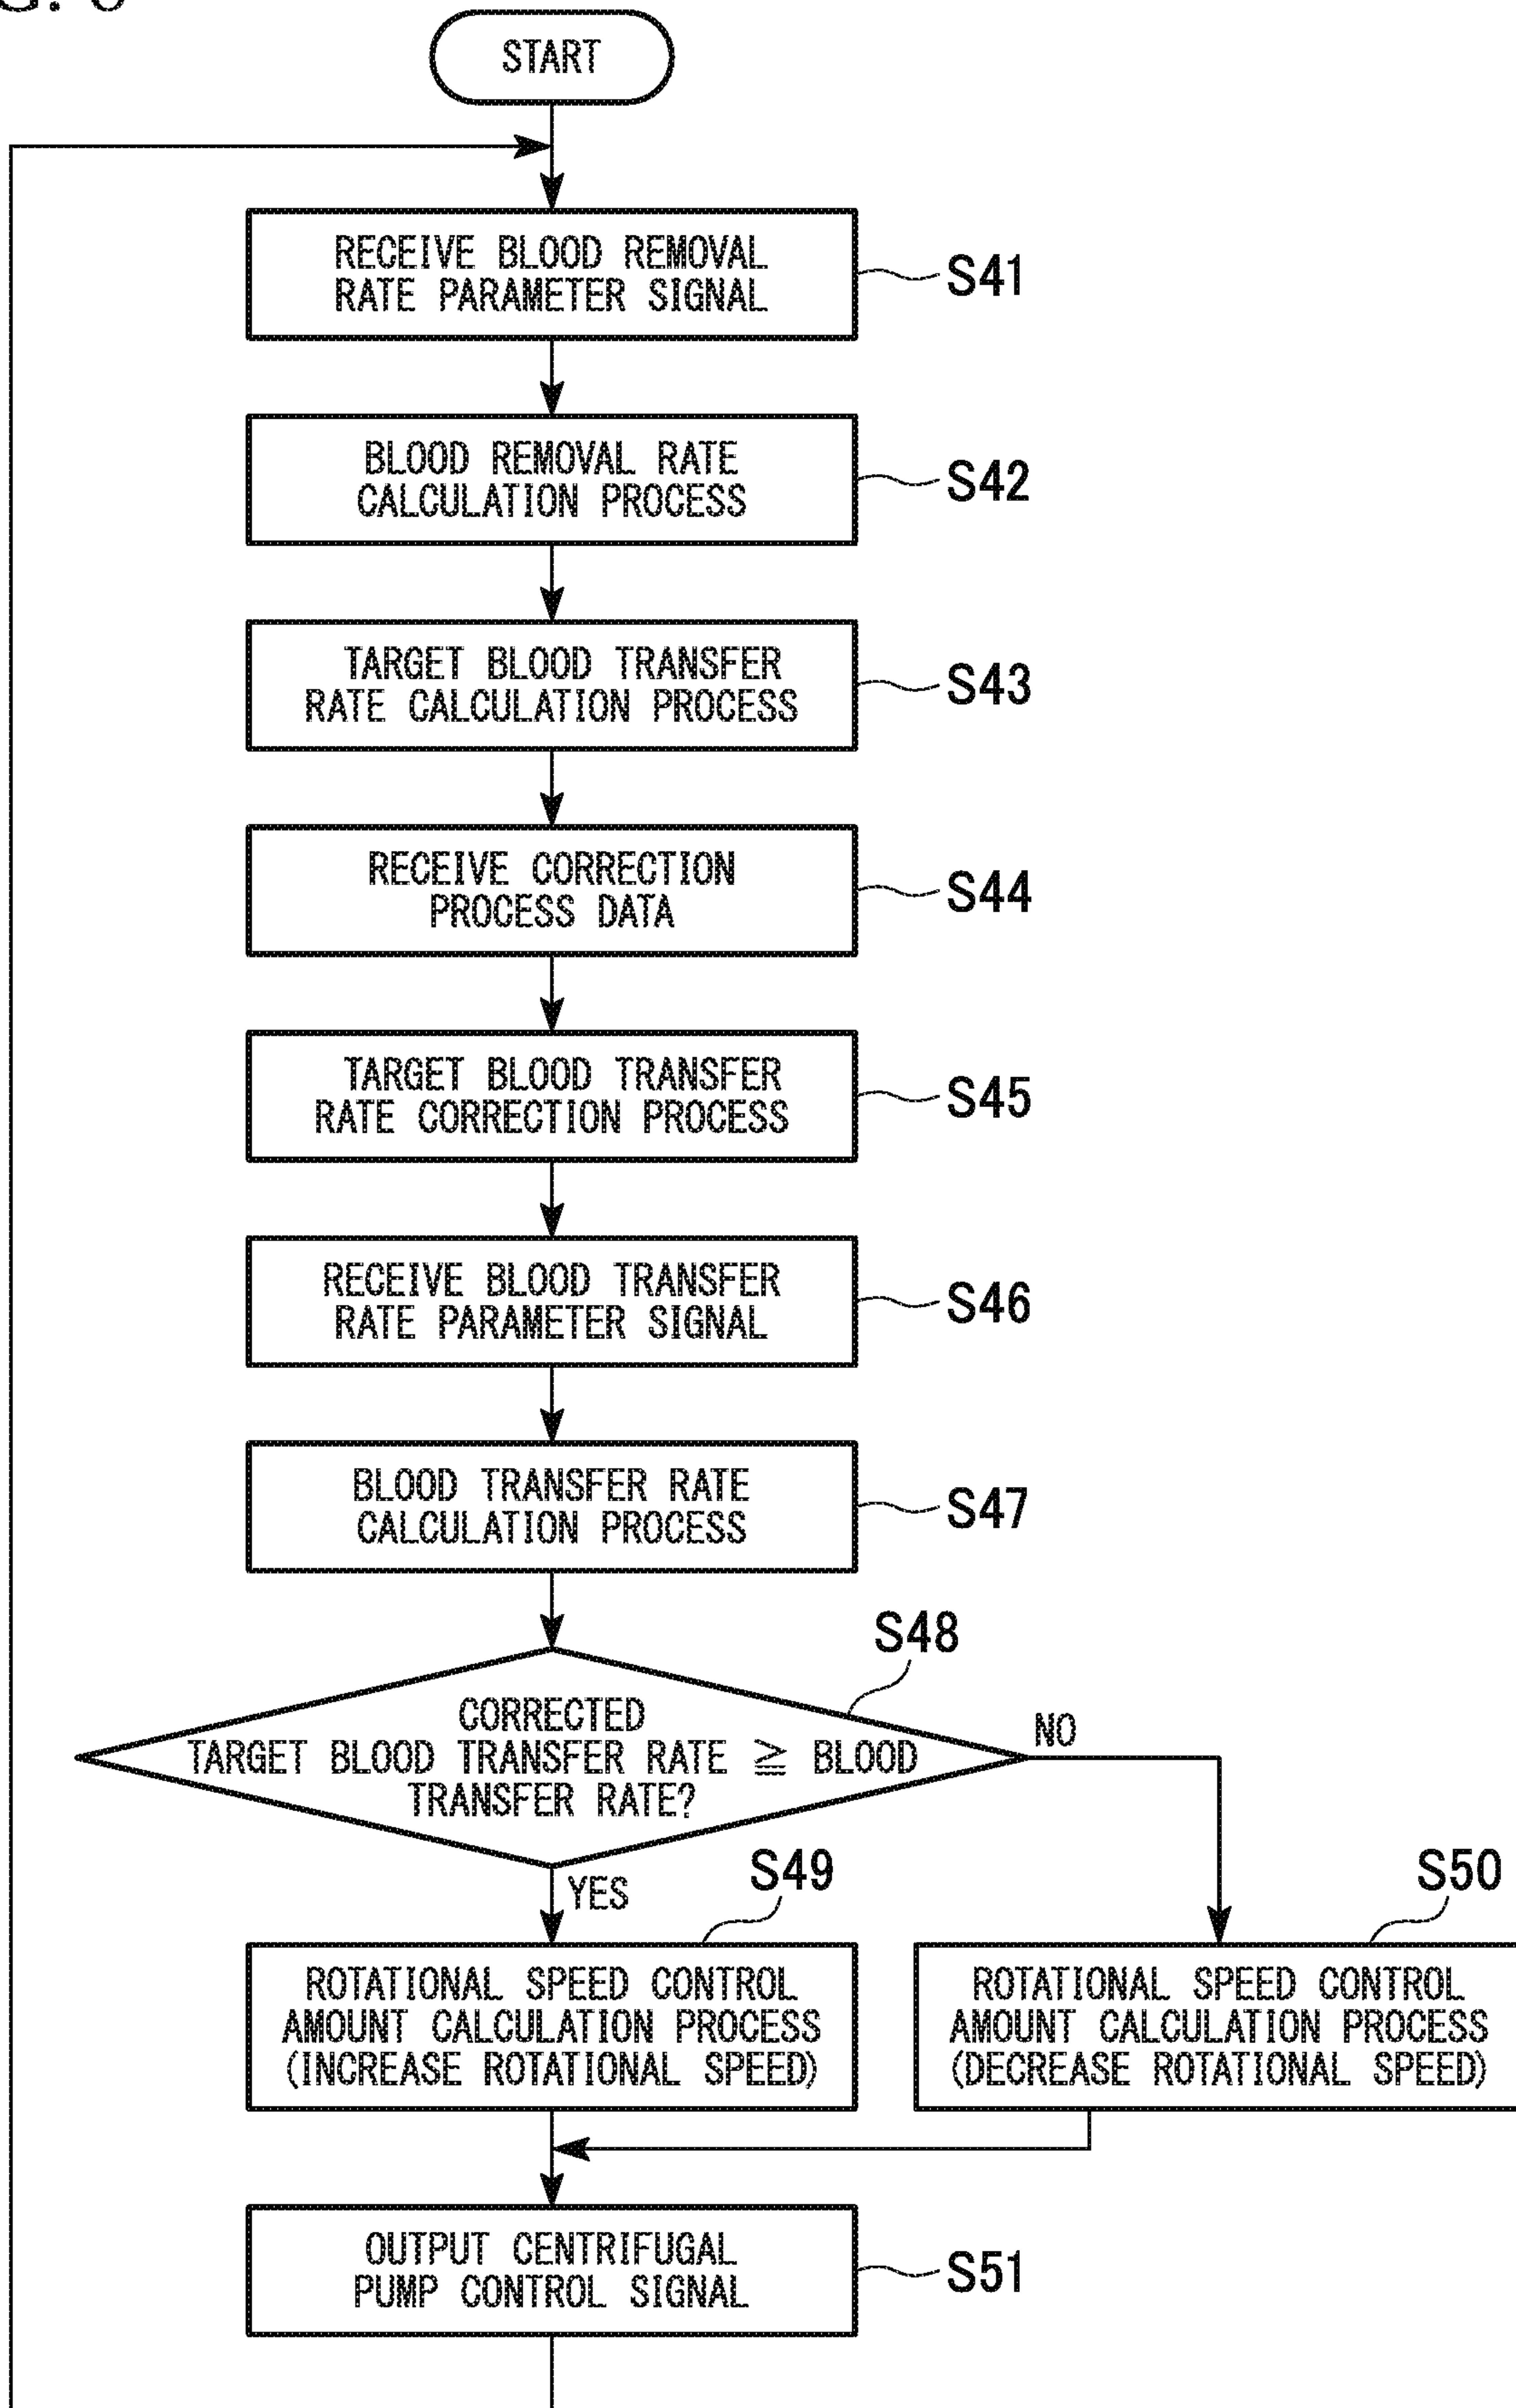 START
RECEIVE BLOOD REMOVAL
RATE PARAMETER SIGNAL
S41
BLOOD REMOVAL RATE
CALCULATION PROCESS
S42
TARGET BLOOD TRANSFER
RATE CALCULATION PROCESS
S43
RECEIVE CORRECTION
PROCESS DATA
S44
TARGET BLOOD TRANSFER
RATE CORRECTION PROCESS
S45
RECEIVE BLOOD TRANSFER
RATE PARAMETER SIGNAL
S46
BLOOD TRANSFER RATE
CALCULATION PROCESS
S47
S48
CORRECTED
TARGET BLOOD TRANSFER RATE ≧ BLOOD
TRANSFER RATE?
NO
YES
S49
ROTATIONAL SPEED CONTROL
AMOUNT CALCULATION PROCESS
(INCREASE ROTATIONAL SPEED)
S50
ROTATIONAL SPEED CONTROL
AMOUNT CALCULATION PROCESS
(DECREASE ROTATIONAL SPEED)
OUTPUT CENTRIFUGAL
PUMP CONTROL SIGNAL
S51